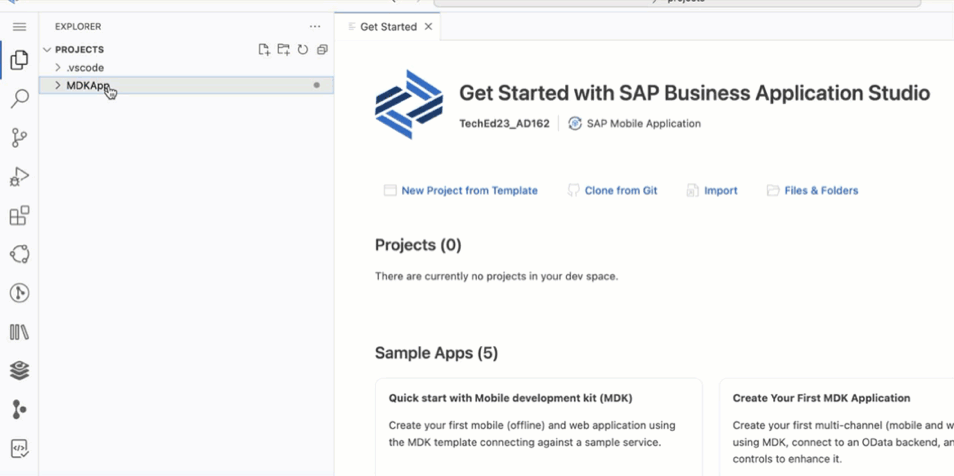 projects
EXPLORER
Get Started
PROJECTS
.vscode
MDKApp
Get Started with SAP Business Application Studio
TechEd23_AD162
SAP Mobile Application
New Project from Template
Clone from Git
Import
Files & Folders
Projects (0)
There are currently no projects in your dev space.
Sample Apps (5)
Quick start with Mobile development kit (MDK)
Create your first mobile (offline) and web application using
the MDK template connecting against a sample service.
Create Your First MDK Application
Create your first multi-channel (mobile and w
using MDK, connect to an OData backend, an
controls to enhance it.